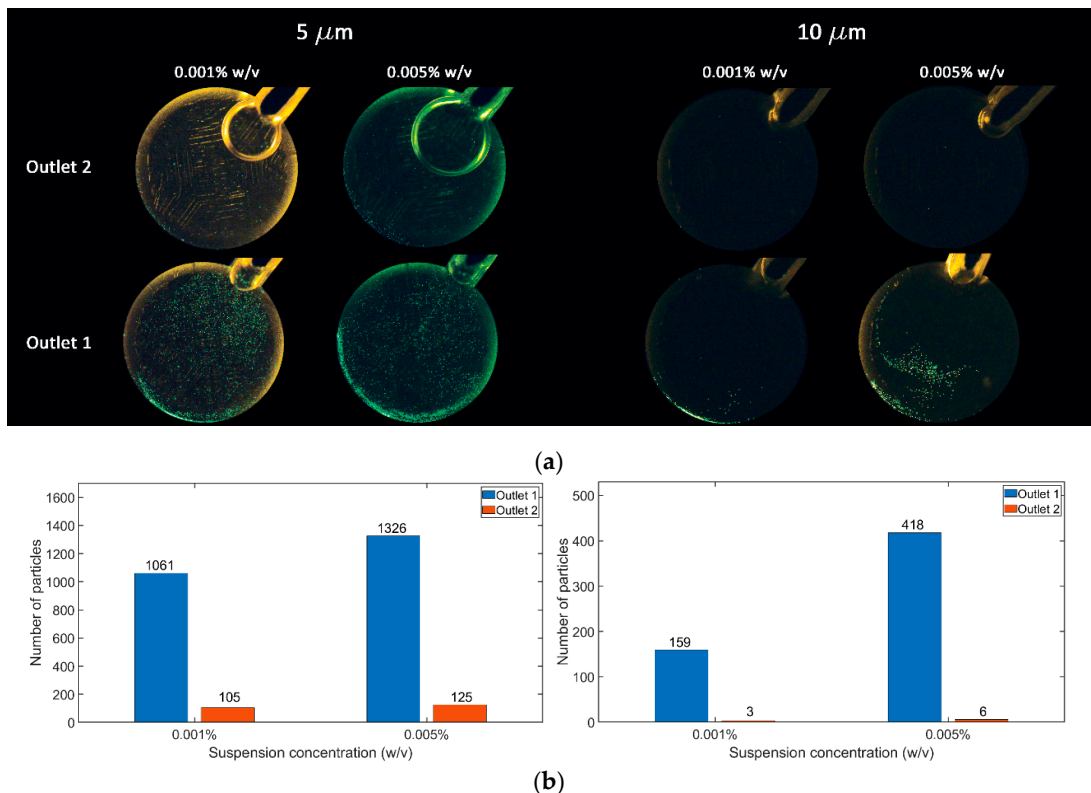 5 μm
10 μm
0.001% w/v
0.005% w/v
0.001% w/v
0.005% w/v
Outlet 2
Outlet 1
(a)
1600
1400
1200
1000
800
600
400
200
0
Number of particles
1061
105
1326
125
0.001%
0.005%
Suspension concentration (w/v)
Outlet 1
Outlet 2
500
400
300
200
100
0
Number of particles
159
3
418
6
0.001%
0.005%
Suspension concentration (w/v)
Outlet 1
Outlet 2
(b)